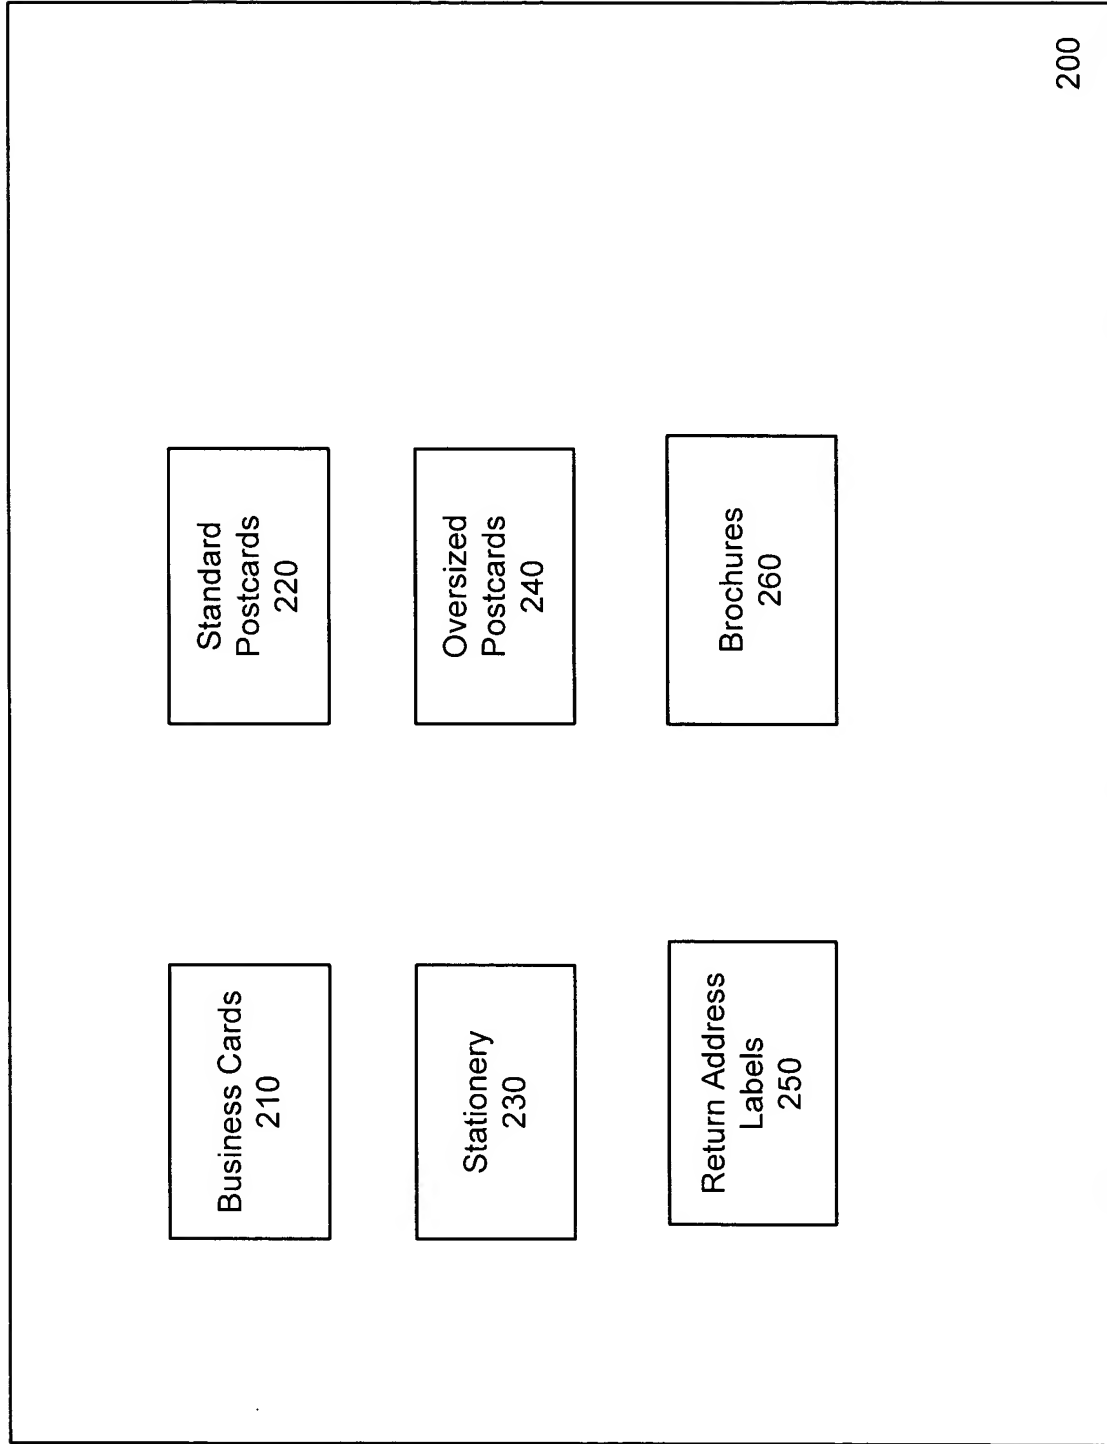 Business Cards
210
Standard
Postcards
220
Stationery
230
Oversized
Postcards
240
Return Address
Labels
250
Brochures
260
200